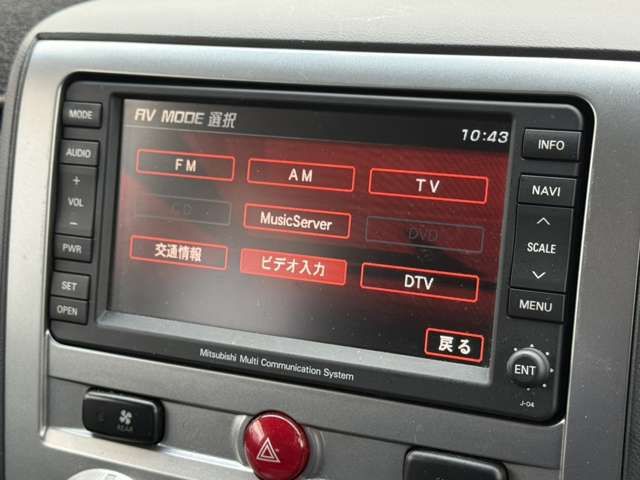 MODE
AUDIO
+
VOL
−
PWR
SET
OPEN
AV MODE 選択
10:43
FM
AM
TV
CD
MusicServer
DVD
交通情報
ビデオ入力
DTV
戻る
Mitsubishi Multi Communication System
INFO
NAVI
SCALE
MENU
ENT
J-04
REAR